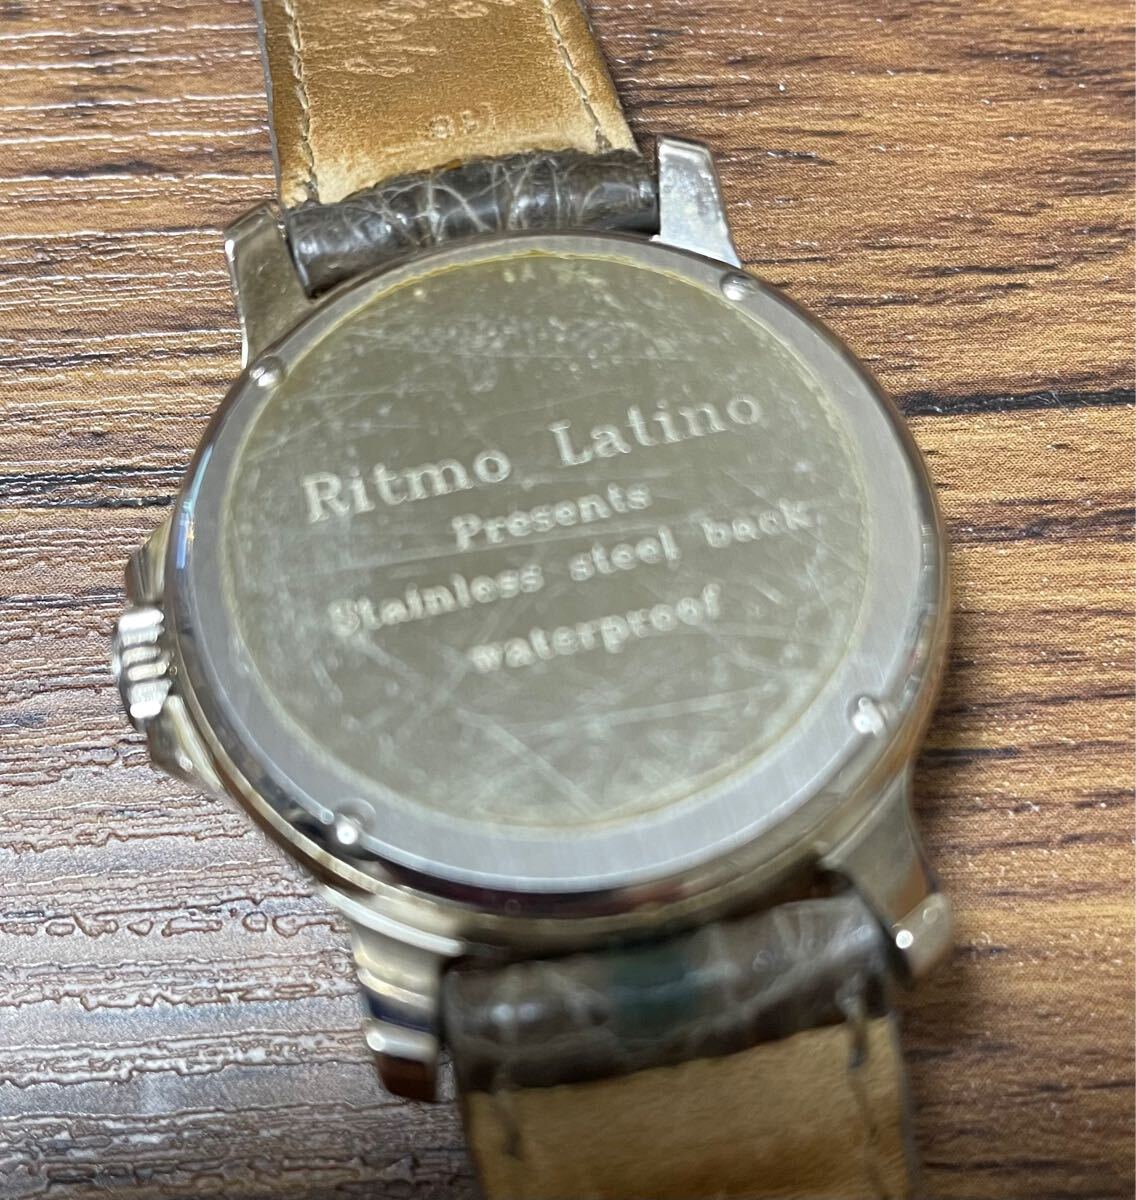 Ritmo Latino
Presents
Stainless steel back
waterproof